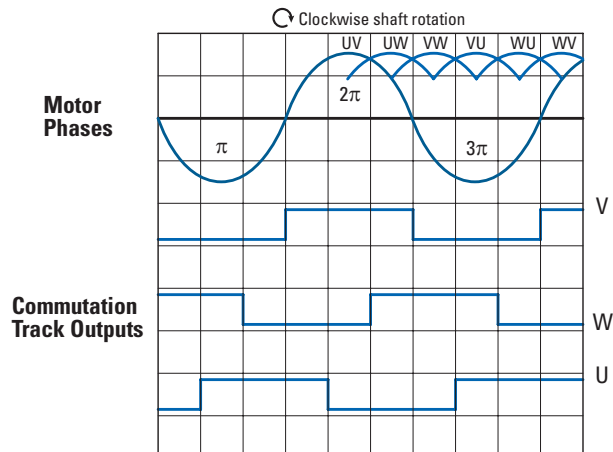 Clockwise shaft rotation
UV UW VW VU WU WV
Motor
Phases
2π
π
3π
V
Commutation
Track Outputs
W
U